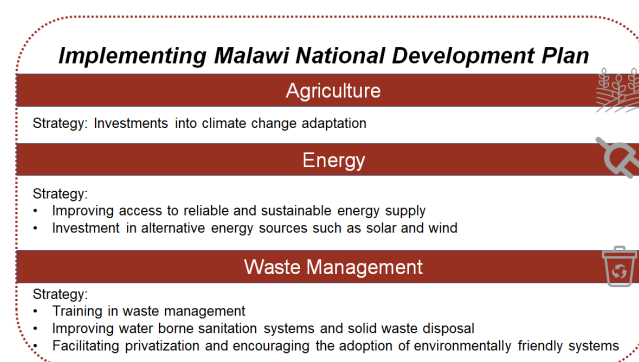 Implementing Malawi National Development Plan
Agriculture
Strategy: Investments into climate change adaptation
Energy
Strategy:
• Improving access to reliable and sustainable energy supply
• Investment in alternative energy sources such as solar and wind
Waste Management
Strategy:
• Training in waste management
• Improving water borne sanitation systems and solid waste disposal
• Facilitating privatization and encouraging the adoption of environmentally friendly systems